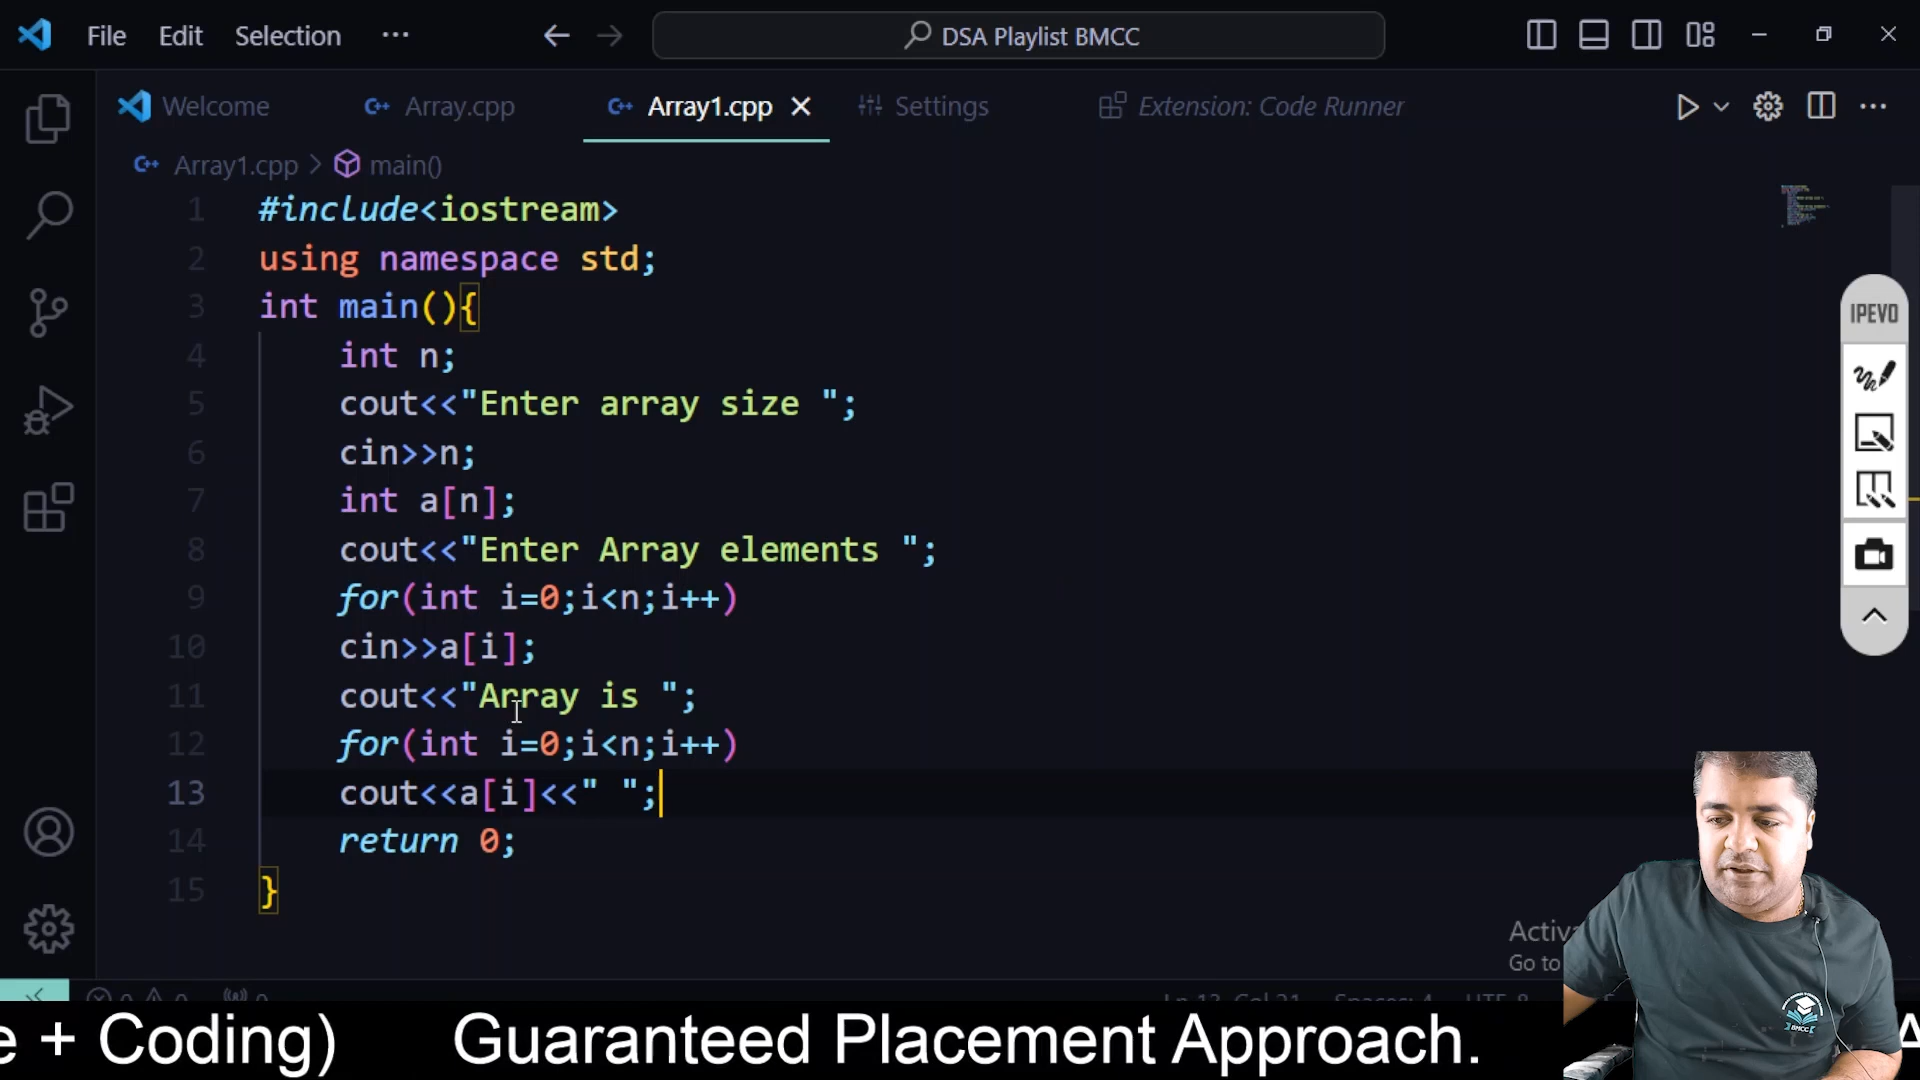 File Edit Selection ··· DSA Playlist BMCC
Welcome Array.cpp Array1.cpp Settings Extension: Code Runner
Array1.cpp > main()
1 #include<iostream>
2 using namespace std;
3 int main(){
4 int n;
5 cout<<"Enter array size ";
6 cin>>n;
7 int a[n];
8 cout<<"Enter Array elements ";
9 for(int i=0;i<n;i++)
10 cin>>a[i];
11 cout<<"Array is ";
12 for(int i=0;i<n;i++)
13 cout<<a[i]<<" ";
14 return 0;
15 }
IPEVO
Go to
BMCC
e + Coding) Guaranteed Placement Approach.